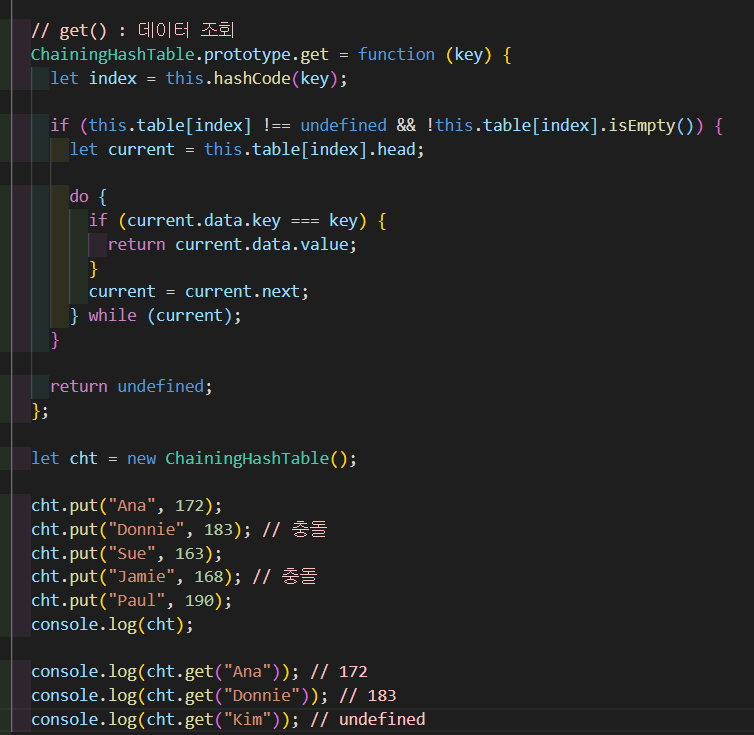 // get() : 데이터 조회
ChainingHashTable.prototype.get = function (key) {
let index = this.hashCode(key);
if (this.table[index] !== undefined && !this.table[index].isEmpty()) {
let current = this.table[index].head;
do {
if (current.data.key === key) {
return current.data.value;
}
current = current.next;
} while (current);
}
return undefined;
};
let cht = new ChainingHashTable();
cht.put("Ana", 172);
cht.put("Donnie", 183); // 충돌
cht.put("Sue", 163);
cht.put("Jamie", 168); // 충돌
cht.put("Paul", 190);
console.log(cht);
console.log(cht.get("Ana")); // 172
console.log(cht.get("Donnie")); // 183
console.log(cht.get("Kim")); // undefined